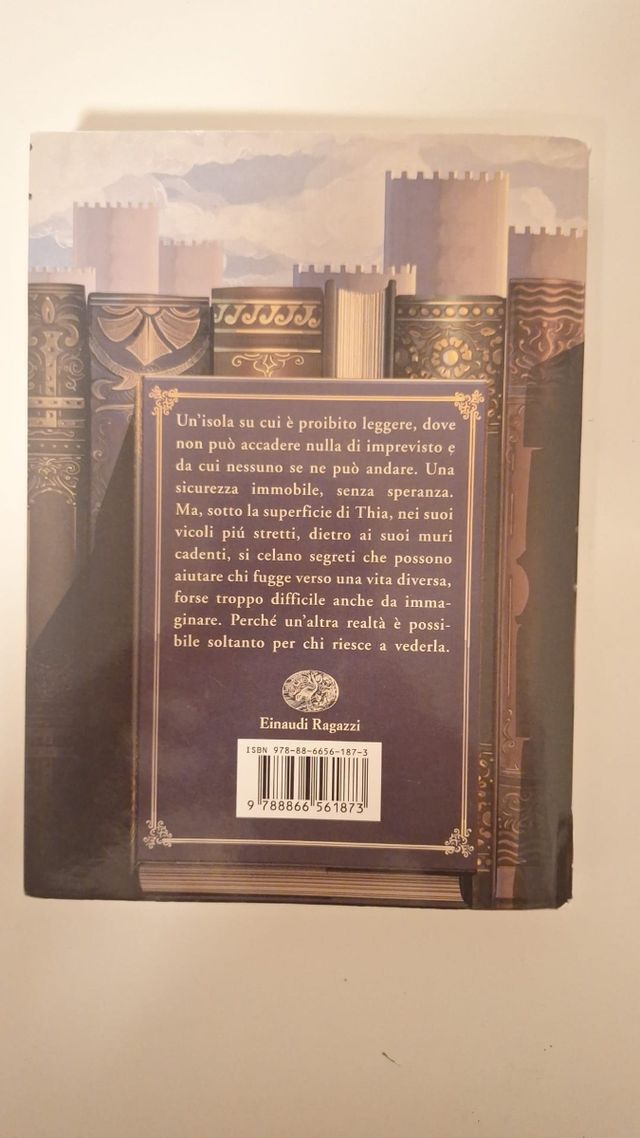 Un'isola su cui è proibito leggere, dove
non può accadere nulla di imprevisto e
da cui nessuno se ne può andare. Una
sicurezza immobile, senza speranza.
Ma, sotto la superficie di Thia, nei suoi
vicoli piú stretti, dietro ai suoi muri
cadenti, si celano segreti che possono
aiutare chi fugge verso una vita diversa,
forse troppo difficile anche da imma-
ginare. Perché un'altra realtà è possi-
bile soltanto per chi riesce a vederla.
Einaudi Ragazzi
ISBN 978-88-6656-187-3
9 788866 561873